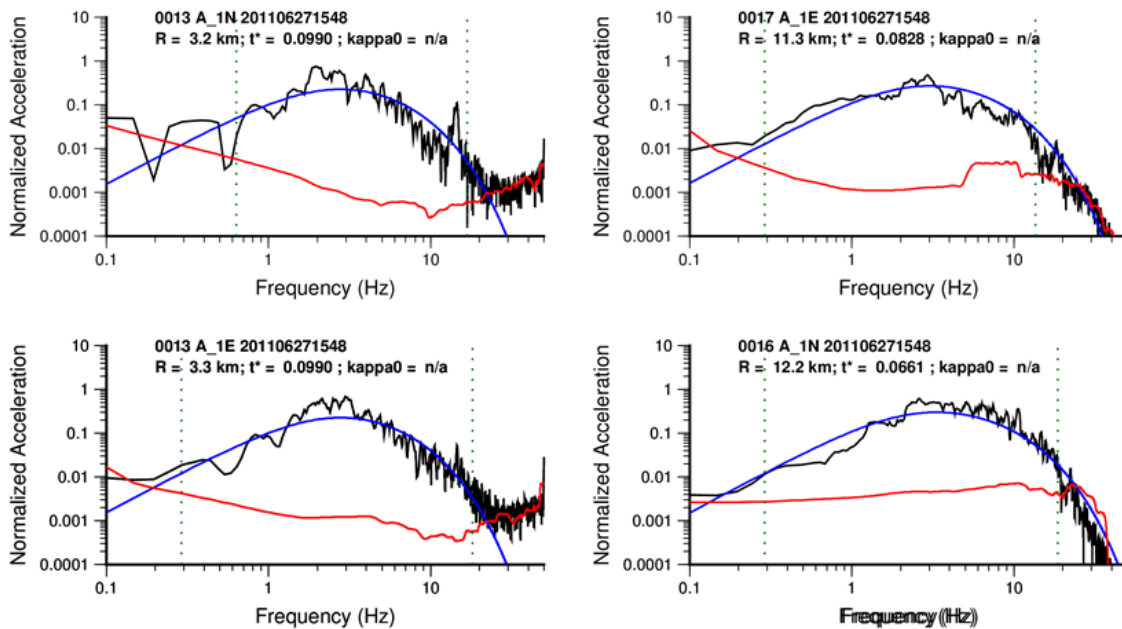 0013 A_1N 201106271548
R = 3.2 km; t* = 0.0990 ; kappa0 = n/a
Normalized Acceleration
1
0.1
0.01
0.001
0.0001
0.1
1
10
Frequency (Hz)
0017 A_1E 201106271548
R = 11.3 km; t* = 0.0828 ; kappa0 = n/a
Normalized Acceleration
1
0.1
0.01
0.001
0.0001
0.1
1
10
Frequency (Hz)
0013 A_1E 201106271548
R = 3.3 km; t* = 0.0990 ; kappa0 = n/a
Normalized Acceleration
1
0.1
0.01
0.001
0.0001
0.1
1
10
Frequency (Hz)
0016 A_1N 201106271548
R = 12.2 km; t* = 0.0661 ; kappa0 = n/a
Normalized Acceleration
1
0.1
0.01
0.001
0.0001
0.1
1
10
Frequency (Hz)